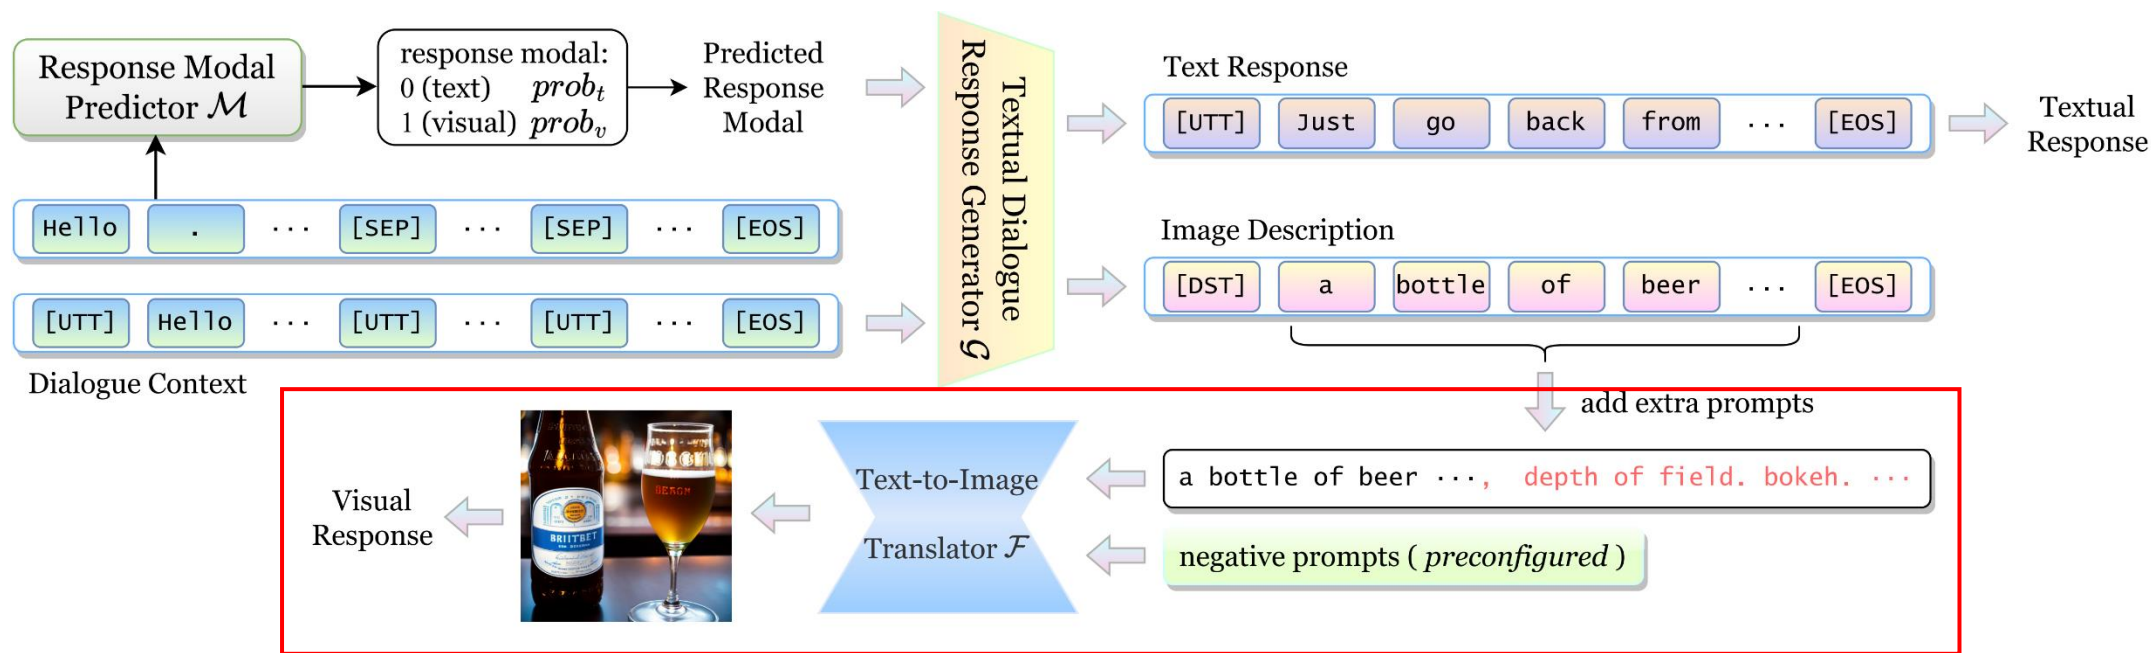 Response Modal
Predictor ℳ
response modal:
0 (text) prob_t
1 (visual) prob_v
Predicted
Response
Modal
Textual Dialogue
Response Generator 𝒢
Text Response
[UTT] Just go back from ... [EOS]
Textual
Response
Hello . ... [SEP] ... [SEP] ... [EOS]
[UTT] Hello ... [UTT] ... [UTT] ... [EOS]
Dialogue Context
Image Description
[DST] a bottle of beer ... [EOS]
add extra prompts
a bottle of beer ..., depth of field. bokeh. ...
negative prompts ( preconfigured )
Text-to-Image
Translator ℱ
BRIITBET
Visual
Response